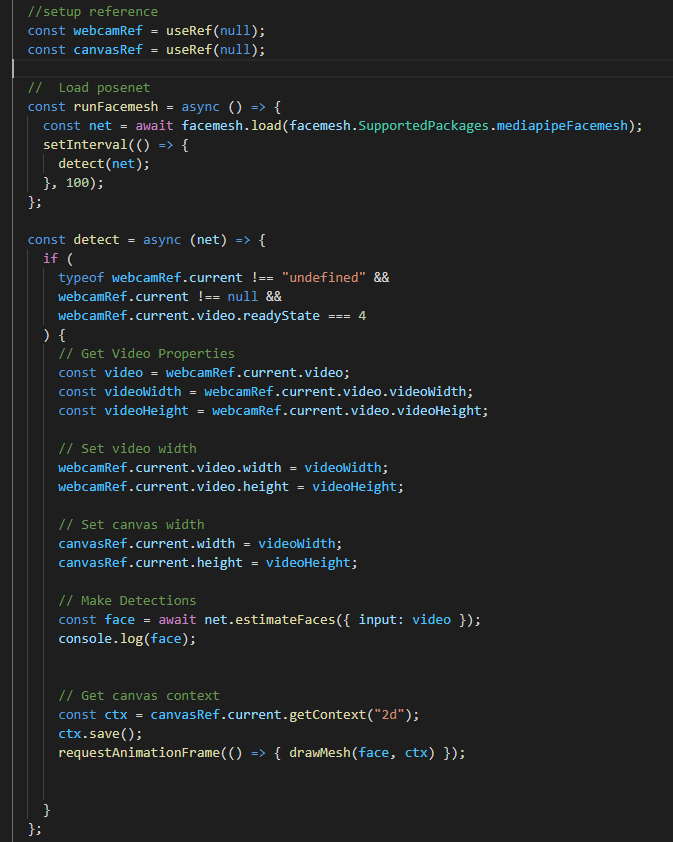 //setup reference
const webcamRef = useRef(null);
const canvasRef = useRef(null);
//  Load posenet
const runFacemesh = async () => {
const net = await facemesh.load(facemesh.SupportedPackages.mediapipeFacemesh);
setInterval(() => {
detect(net);
}, 100);
};
const detect = async (net) => {
if (
typeof webcamRef.current !== "undefined" &&
webcamRef.current !== null &&
webcamRef.current.video.readyState === 4
) {
// Get Video Properties
const video = webcamRef.current.video;
const videoWidth = webcamRef.current.video.videoWidth;
const videoHeight = webcamRef.current.video.videoHeight;
// Set video width
webcamRef.current.video.width = videoWidth;
webcamRef.current.video.height = videoHeight;
// Set canvas width
canvasRef.current.width = videoWidth;
canvasRef.current.height = videoHeight;
// Make Detections
const face = await net.estimateFaces({ input: video });
console.log(face);
// Get canvas context
const ctx = canvasRef.current.getContext("2d");
ctx.save();
requestAnimationFrame(() => { drawMesh(face, ctx) });
}
};